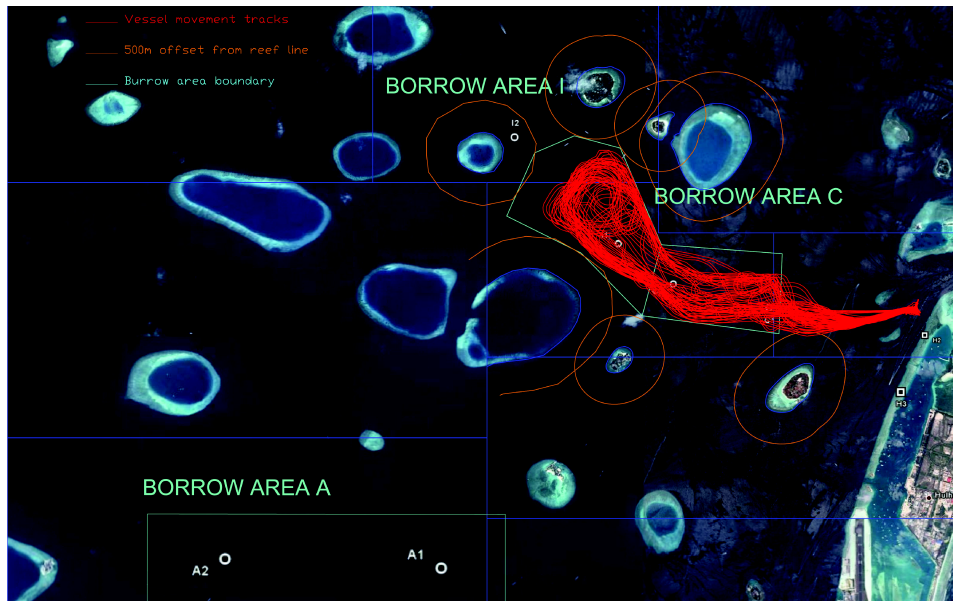 Vessel movement tracks
500m offset from reef line
Burrow area boundary
BORROW AREA I
I2
BORROW AREA C
H2
H3
BORROW AREA A
Hulh
A1
A2